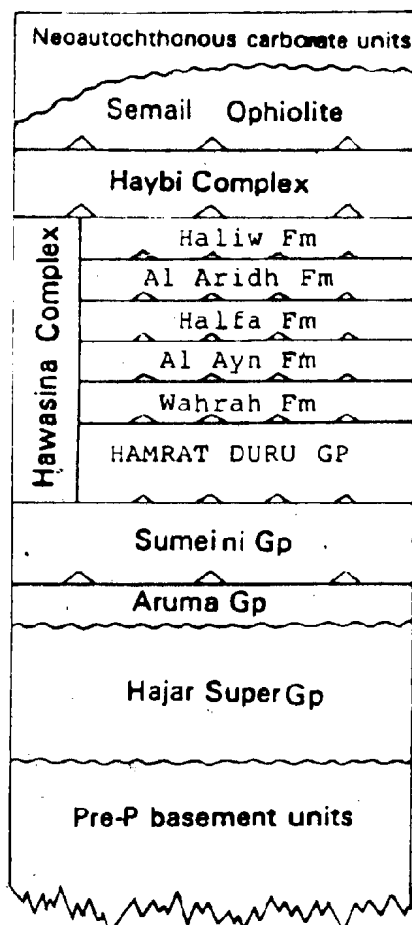 Neoautochthonous carbonate units
Semail Ophiolite
Haybi Complex
Hawasina Complex
Haliw Fm
Al Aridh Fm
Halfa Fm
Al Ayn Fm
Wahrah Fm
HAMRAT DURU GP
Sumeini Gp
Aruma Gp
Hajar Super Gp
Pre-P basement units